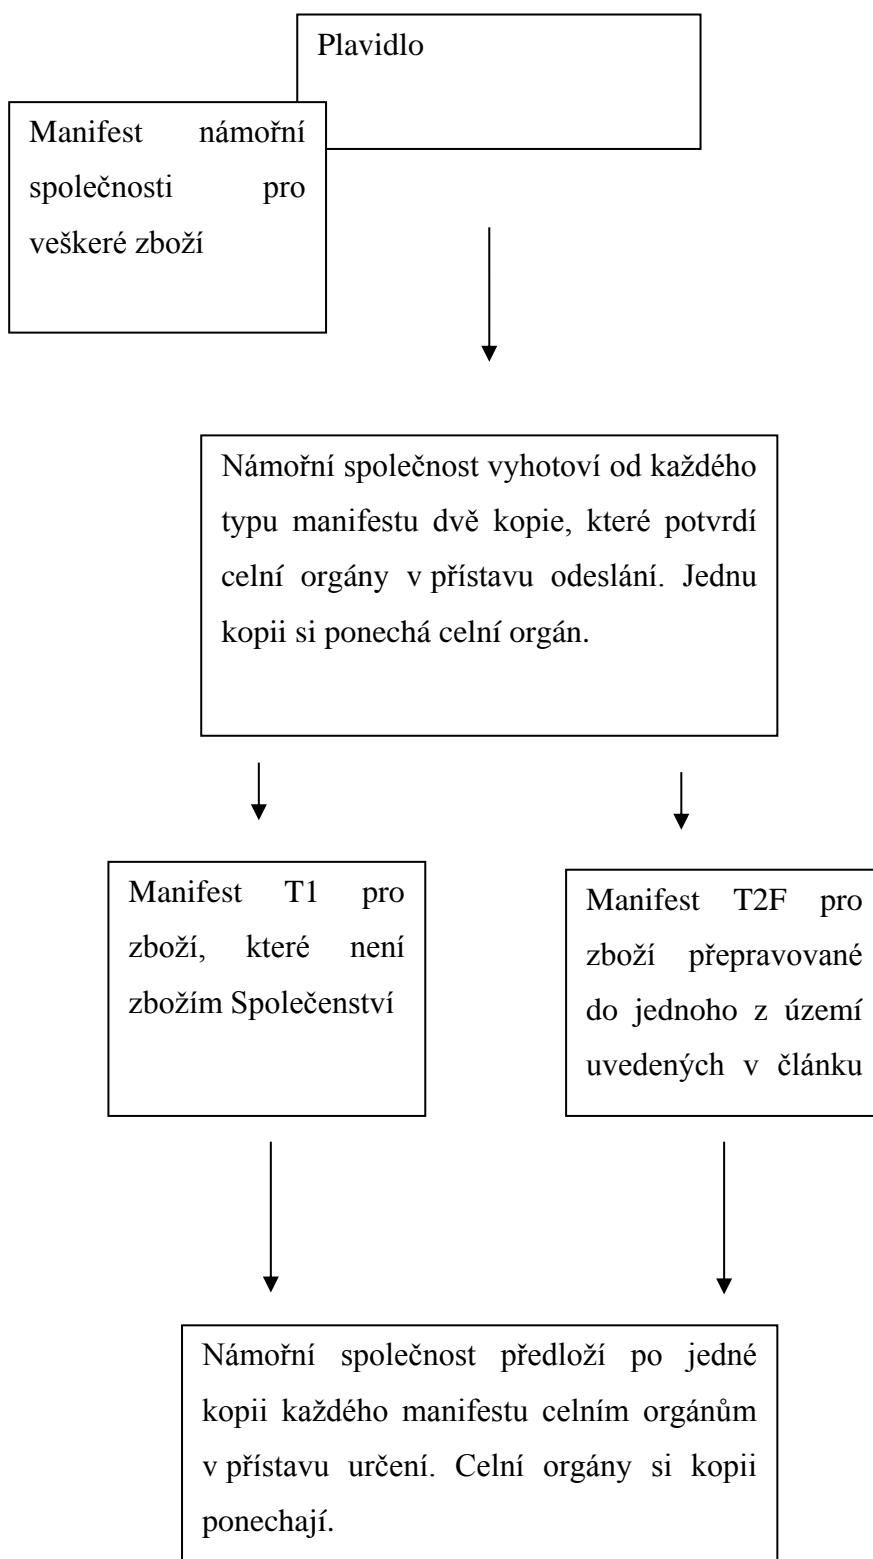 Plavidlo
Manifest námořní
společnosti pro
veškeré zboží
Námořní společnost vyhotoví od každého
typu manifestu dvě kopie, které potvrdí
celní orgány v přístavu odeslání. Jednu
kopii si ponechá celní orgán.
Manifest T1 pro
zboží, které není
zbožím Společenství
Manifest T2F pro
zboží přepravované
do jednoho z území
uvedených v článku
Námořní společnost předloží po jedné
kopii každého manifestu celním orgánům
v přístavu určení. Celní orgány si kopii
ponechají.